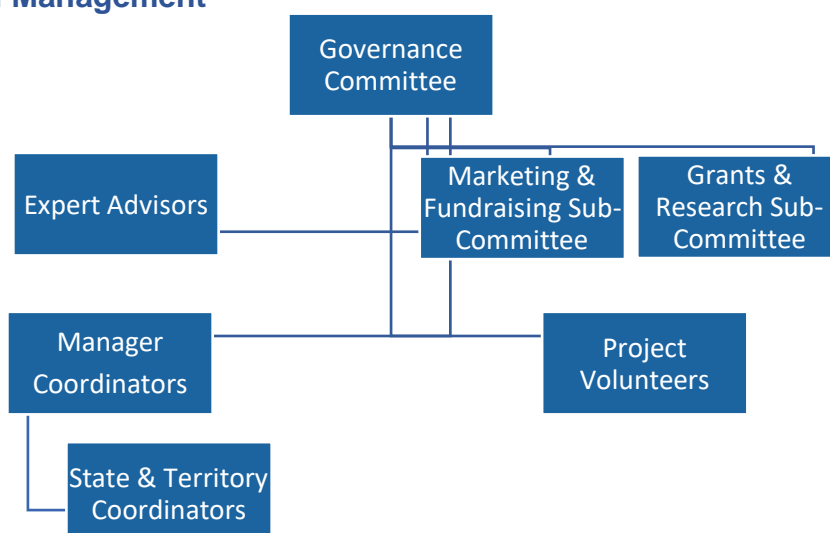 Management
Governance
Committee
Expert Advisors
Marketing &
Fundraising Sub-
Committee
Grants &
Research Sub-
Committee
Manager
Coordinators
Project
Volunteers
State & Territory
Coordinators